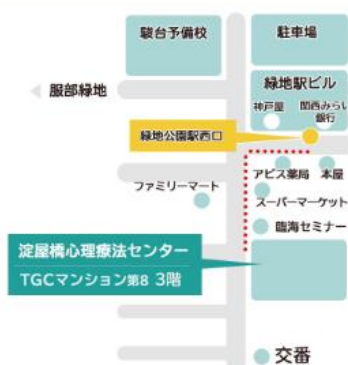 駿台予備校
駐車場
服部緑地
緑地駅ビル
神戸屋
関西みらい
銀行
緑地公園駅西口
アピス薬局
本屋
ファミリーマート
スーパーマーケット
臨海セミナー
淀屋橋心理療法センター
TGCマンション第8 3階
交番